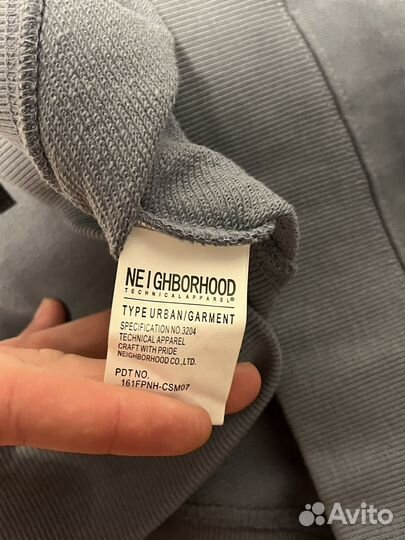 NEIGHBORHOOD
TECHNICAL APPAREL®
TYPE URBAN/GARMENT
SPECIFICATION NO.3204
TECHNICAL APPAREL
CRAFT WITH PRIDE
NEIGHBORHOOD CO.,LTD.
PDT NO.
161FPNH-CSM07
Avito